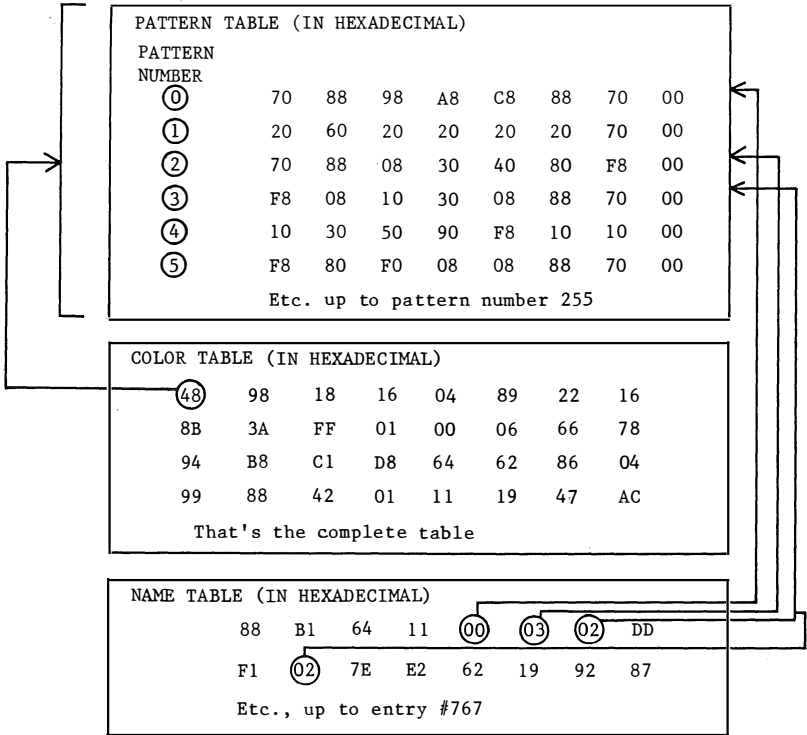 PATTERN TABLE (IN HEXADECIMAL)
PATTERN
NUMBER
0 70 88 98 A8 C8 88 70 00
1 20 60 20 20 20 20 70 00
2 70 88 08 30 40 80 F8 00
3 F8 08 10 30 08 88 70 00
4 10 30 50 90 F8 10 10 00
5 F8 80 F0 08 08 88 70 00
Etc. up to pattern number 255
COLOR TABLE (IN HEXADECIMAL)
48 98 18 16 04 89 22 16
8B 3A FF 01 00 06 66 78
94 B8 C1 D8 64 62 86 04
99 88 42 01 11 19 47 AC
That's the complete table
NAME TABLE (IN HEXADECIMAL)
88 B1 64 11 00 03 02 DD
F1 02 7E E2 62 19 92 87
Etc., up to entry #767